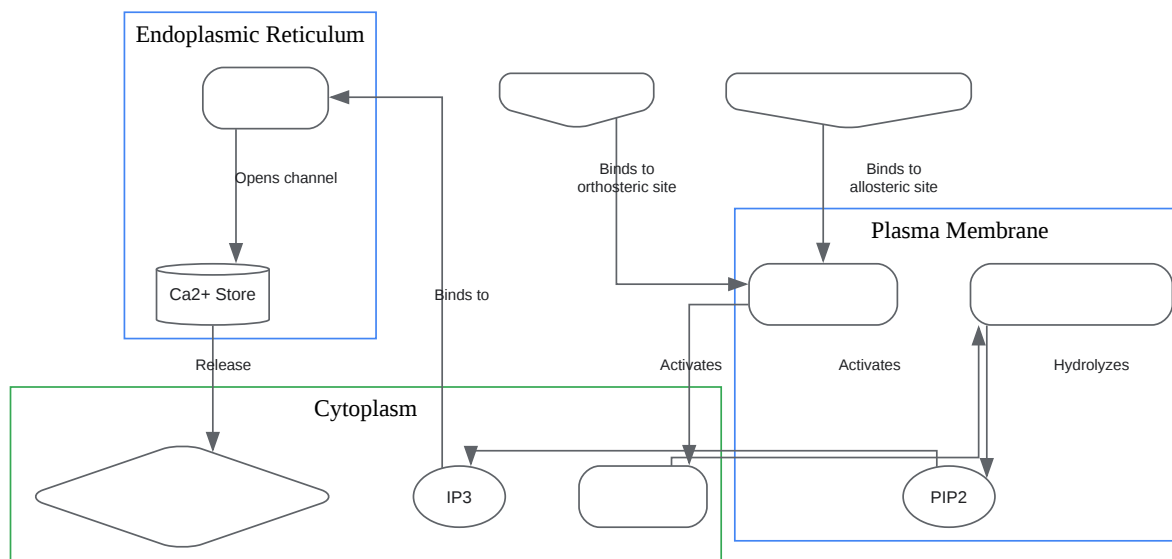 Endoplasmic Reticulum
Opens channel
Binds to
orthosteric site
Binds to
allosteric site
Plasma Membrane
Ca2+ Store
Binds to
Release
Activates
Activates
Hydrolyzes
Cytoplasm
IP3
PIP2